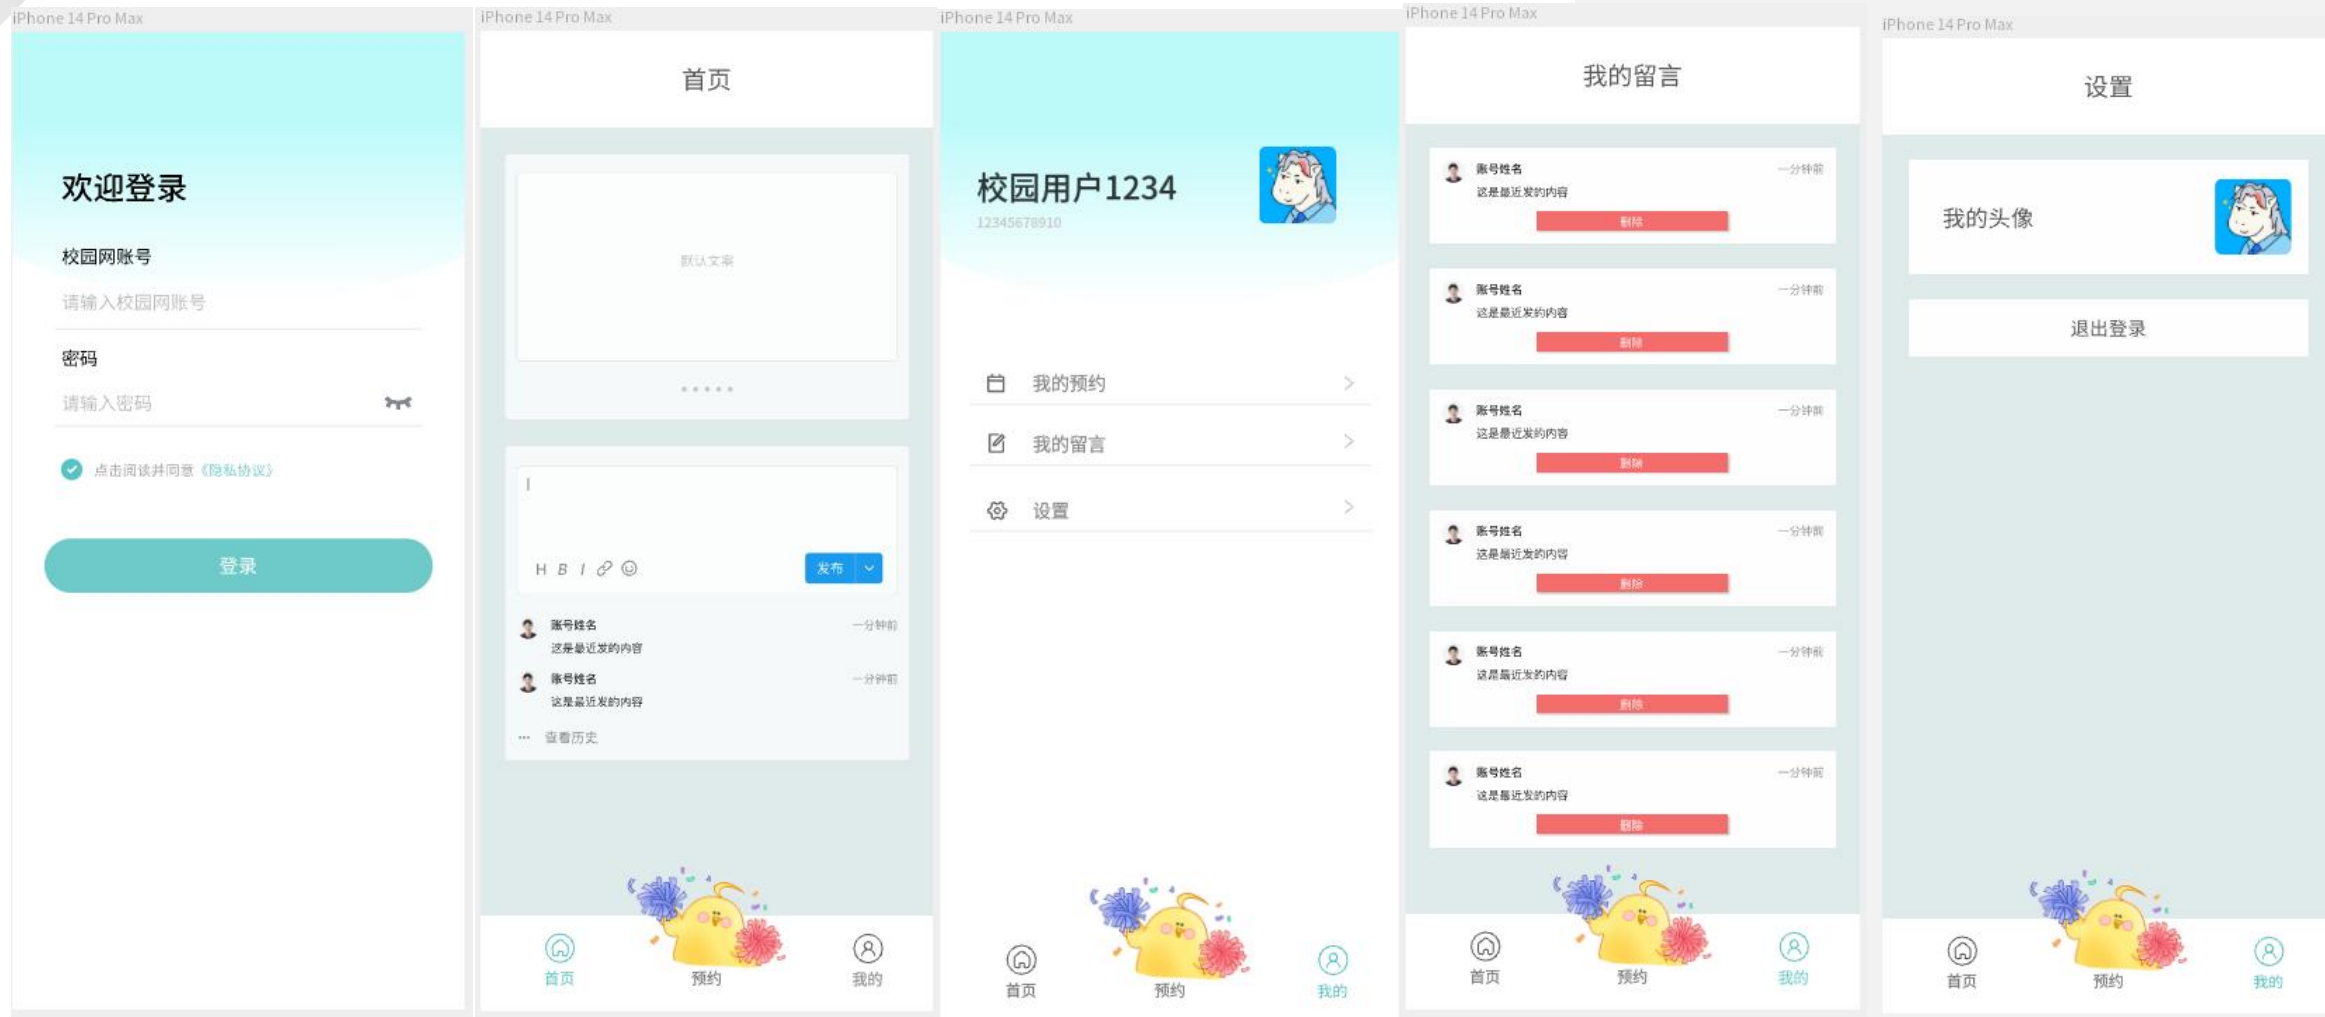 iPhone 14 Pro Max
欢迎登录
校园网账号
请输入校园网账号
密码
请输入密码
点击阅读并同意《隐私协议》
登录
iPhone 14 Pro Max
首页
默认文案
H B I
发布
账号姓名
一分钟前
这是最近发的内容
账号姓名
一分钟前
这是最近发的内容
··· 查看历史
首页
预约
我的
iPhone 14 Pro Max
校园用户1234
12345678910
我的预约
我的留言
设置
首页
预约
我的
iPhone 14 Pro Max
我的留言
账号姓名
一分钟前
这是最近发的内容
删除
账号姓名
一分钟前
这是最近发的内容
删除
账号姓名
一分钟前
这是最近发的内容
删除
账号姓名
一分钟前
这是最近发的内容
删除
账号姓名
一分钟前
这是最近发的内容
删除
账号姓名
一分钟前
这是最近发的内容
删除
首页
预约
我的
iPhone 14 Pro Max
设置
我的头像
退出登录
首页
预约
我的